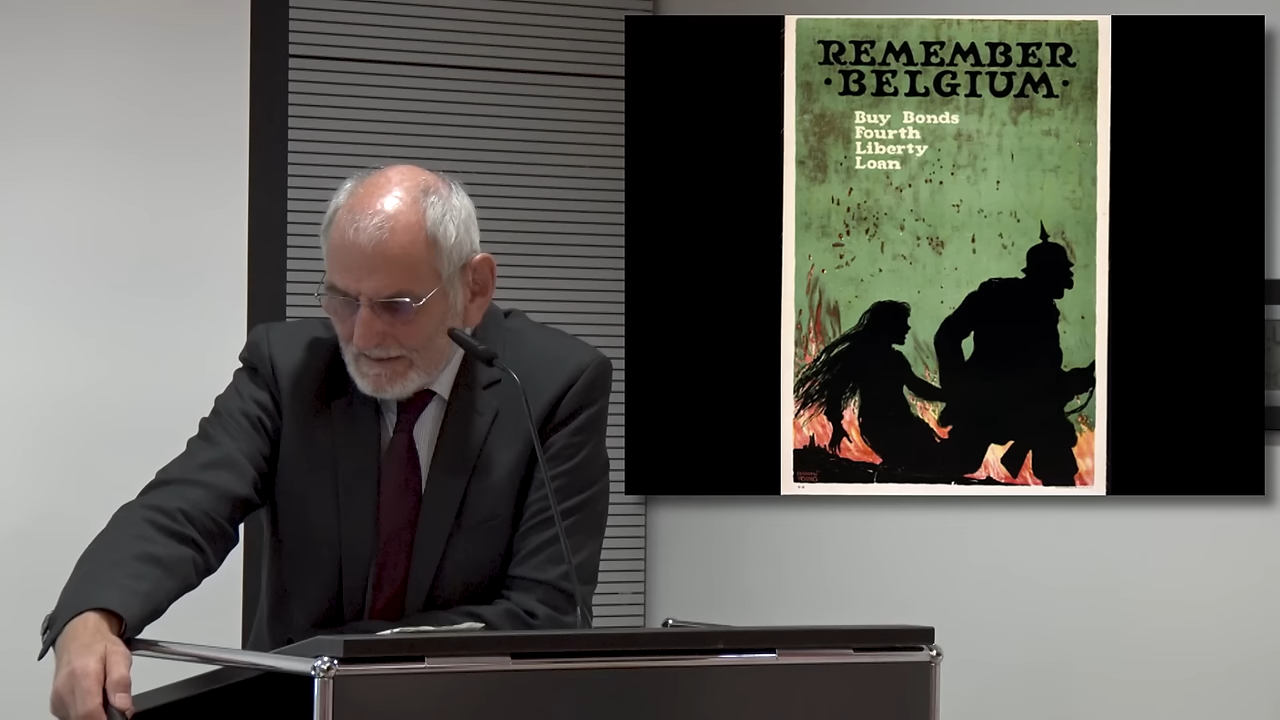 REMEMBER
·BELGIUM·
Buy Bonds
Fourth
Liberty
Loan